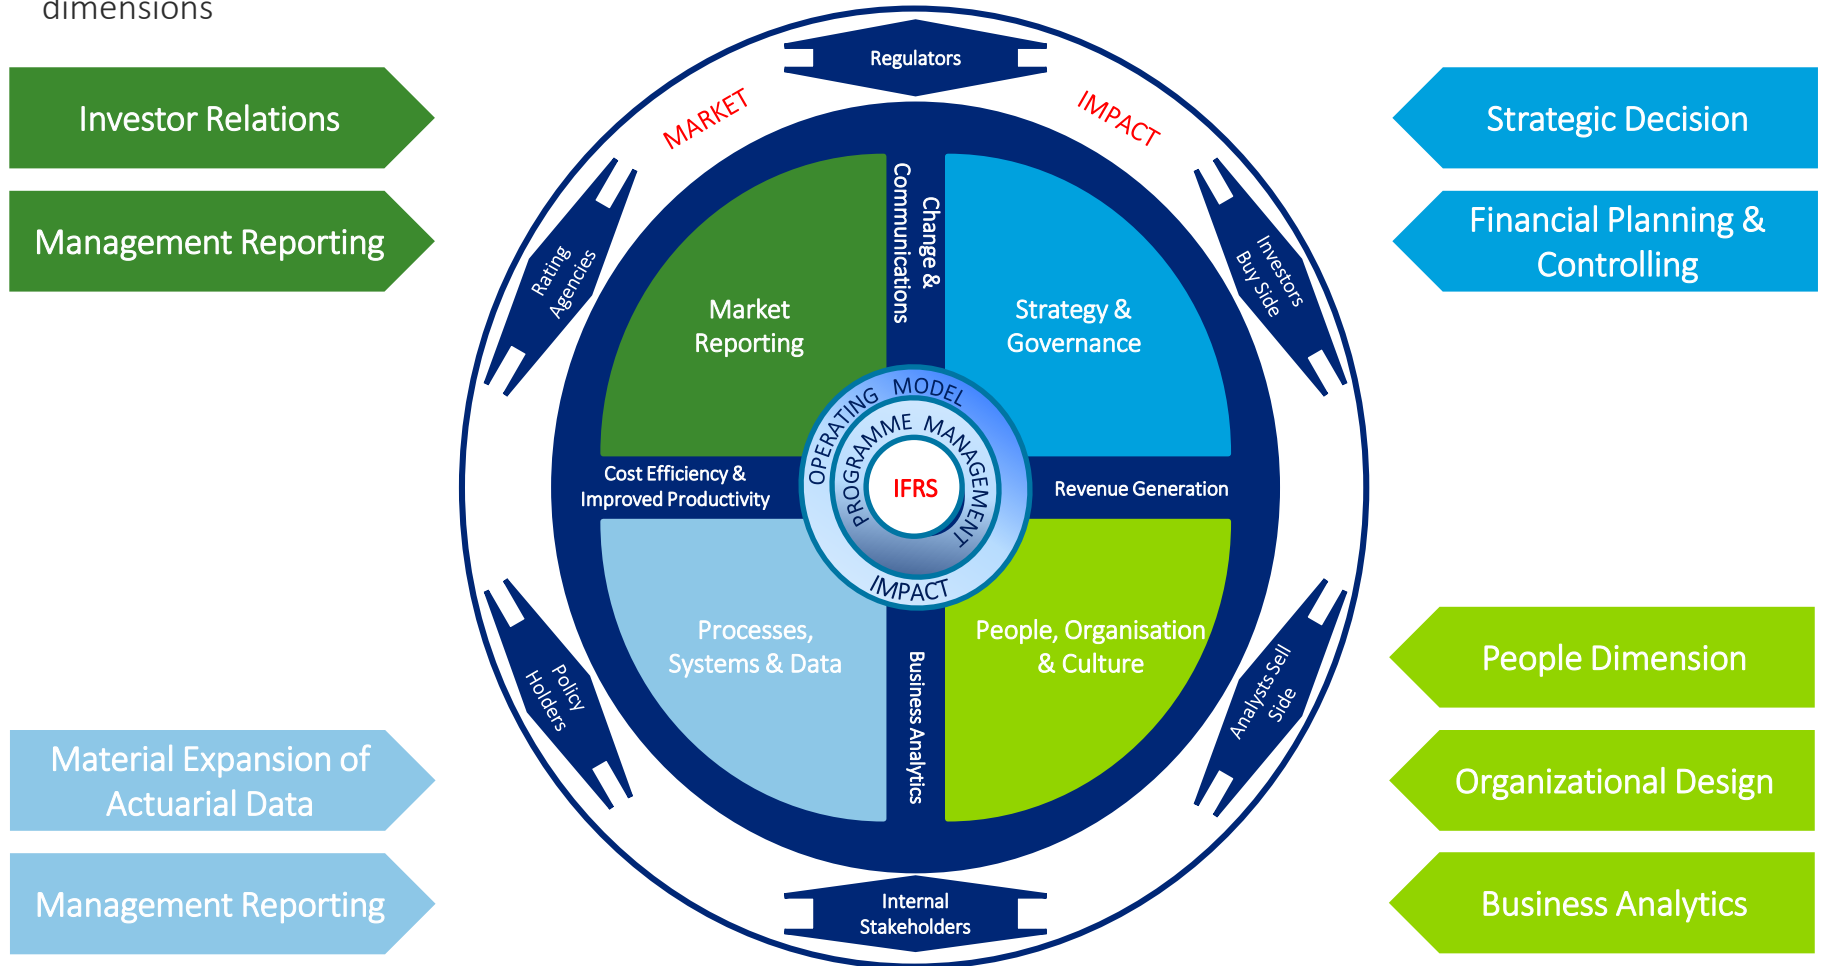 dimensions
Investor Relations
Management Reporting
Material Expansion of
Actuarial Data
Management Reporting
Regulators
MARKET
IMPACT
Rating
Agencies
Investors
Buy Side
Change &
Communications
Market
Reporting
Strategy &
Governance
OPERATING MODEL
PROGRAMME MANAGEMENT
IFRS
IMPACT
Cost Efficiency &
Improved Productivity
Revenue Generation
Processes,
Systems & Data
People, Organisation
& Culture
Business Analytics
Policy
Holders
Analysts Sell
Side
Internal
Stakeholders
Strategic Decision
Financial Planning &
Controlling
People Dimension
Organizational Design
Business Analytics